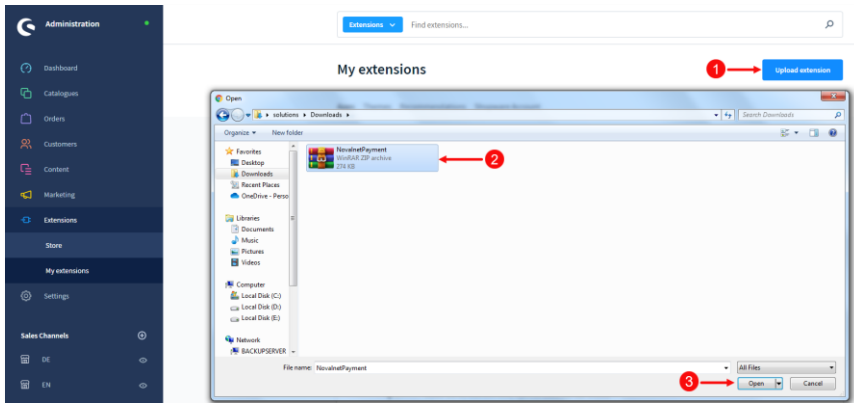 Administration
Extensions
Find extensions...
Dashboard
Catalogues
Orders
Customers
Content
Marketing
Extensions
Store
My extensions
Settings
Sales Channels
DE
EN
My extensions
1
Upload extension
Open
solutions
Downloads
Search Downloads
Organize
New folder
Favorites
Desktop
Downloads
Recent Places
OneDrive - Perso
Libraries
Documents
Music
Pictures
Videos
Computer
Local Disk (C:)
Local Disk (D:)
Local Disk (E:)
Network
BACKUPSERVER
NovalnetPayment
WinRAR ZIP archive
274 KB
2
File name: NovalnetPayment
All Files
3
Open
Cancel